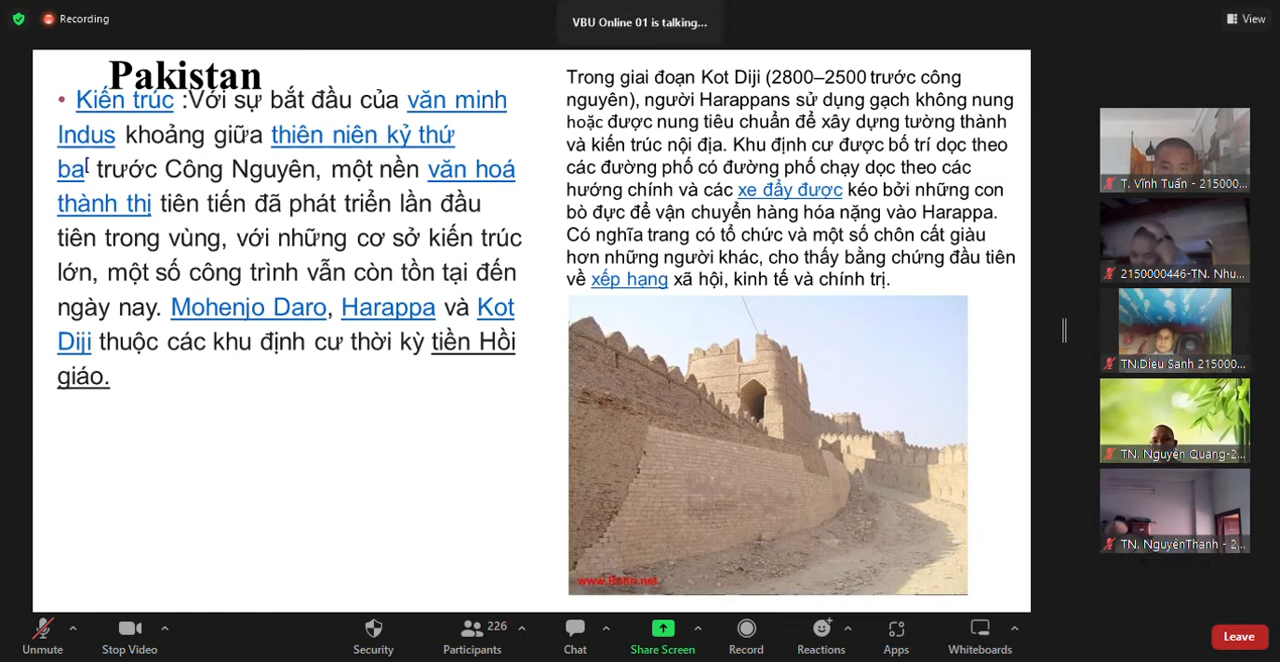 Recording
VBU Online 01 is talking...
View
Pakistan
• Kiến trúc :Với sự bắt đầu của văn minh
Indus khoảng giữa thiên niên kỷ thứ
ba[ trước Công Nguyên, một nền văn hoá
thành thị tiên tiến đã phát triển lần đầu
tiên trong vùng, với những cơ sở kiến trúc
lớn, một số công trình vẫn còn tồn tại đến
ngày nay. Mohenjo Daro, Harappa và Kot
Diji thuộc các khu định cư thời kỳ tiền Hồi
giáo.
Trong giai đoạn Kot Diji (2800–2500 trước công
nguyên), người Harappans sử dụng gạch không nung
hoặc được nung tiêu chuẩn để xây dựng tường thành
và kiến trúc nội địa. Khu định cư được bố trí dọc theo
các đường phố có đường phố chạy dọc theo các
hướng chính và các xe đẩy được kéo bởi những con
bò đực để vận chuyển hàng hóa nặng vào Harappa.
Có nghĩa trang có tổ chức và một số chôn cất giàu
hơn những người khác, cho thấy bằng chứng đầu tiên
về xếp hạng xã hội, kinh tế và chính trị.
www.Rohri.net
T. Vĩnh Tuấn - 215000...
2150000446-TN. Nhu...
TN.Dieu Sanh 215000...
TN. Nguyên Quang-2...
TN. NguyênThanh - 2...
Unmute
Stop Video
Security
226
Participants
Chat
Share Screen
Record
Reactions
Apps
Whiteboards
Leave